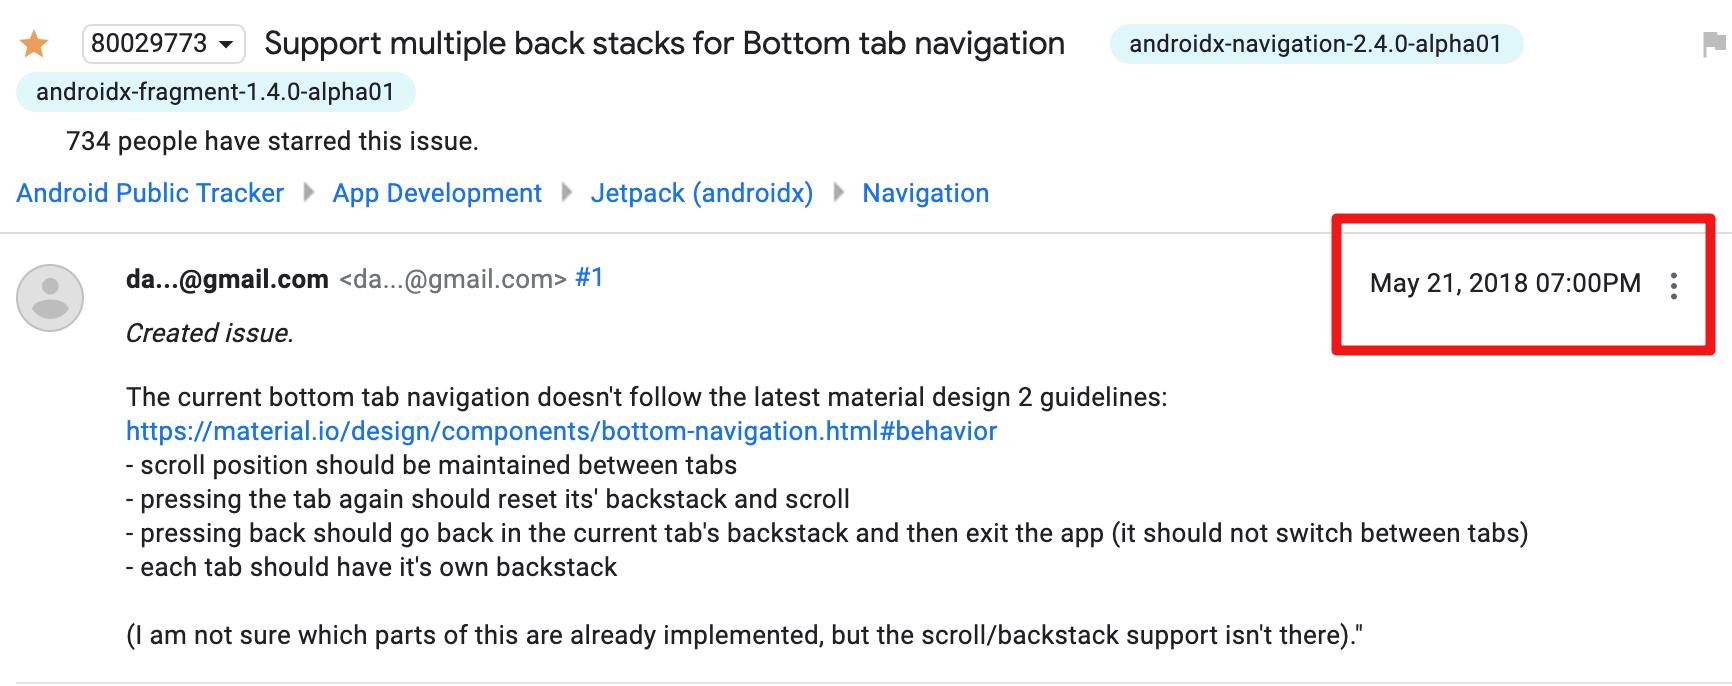 80029773 Support multiple back stacks for Bottom tab navigation androidx-navigation-2.4.0-alpha01
androidx-fragment-1.4.0-alpha01
734 people have starred this issue.
Android Public Tracker App Development Jetpack (androidx) Navigation
da...@gmail.com <da...@gmail.com> #1 May 21, 2018 07:00PM
Created issue.
The current bottom tab navigation doesn't follow the latest material design 2 guidelines:
https://material.io/design/components/bottom-navigation.html#behavior
- scroll position should be maintained between tabs
- pressing the tab again should reset its' backstack and scroll
- pressing back should go back in the current tab's backstack and then exit the app (it should not switch between tabs)
- each tab should have it's own backstack
(I am not sure which parts of this are already implemented, but the scroll/backstack support isn't there)."